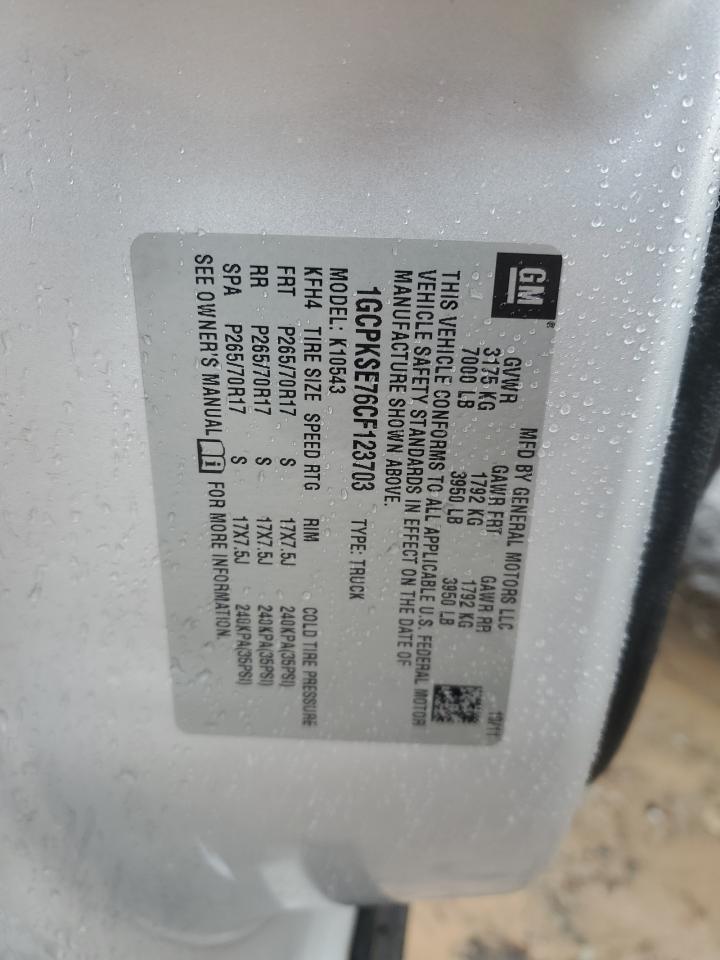 GM®
MFD BY GENERAL MOTORS LLC
GVWR GAWR FRT GAWR RR
3175 KG 1792 KG 1792 KG
7000 LB 3950 LB 3950 LB
THIS VEHICLE CONFORMS TO ALL APPLICABLE U.S. FEDERAL MOTOR
VEHICLE SAFETY STANDARDS IN EFFECT ON THE DATE OF
MANUFACTURE SHOWN ABOVE.
1GCPKSE76CF123703 TYPE: TRUCK
MODEL: K10543
KFH4 TIRE SIZE SPEED RTG RIM COLD TIRE PRESSURE
FRT P265/70R17 S 17X7.5J 240KPA(35PSI)
RR P265/70R17 S 17X7.5J 240KPA(35PSI)
SPA P265/70R17 S 17X7.5J 240KPA(35PSI)
SEE OWNER'S MANUAL FOR MORE INFORMATION.